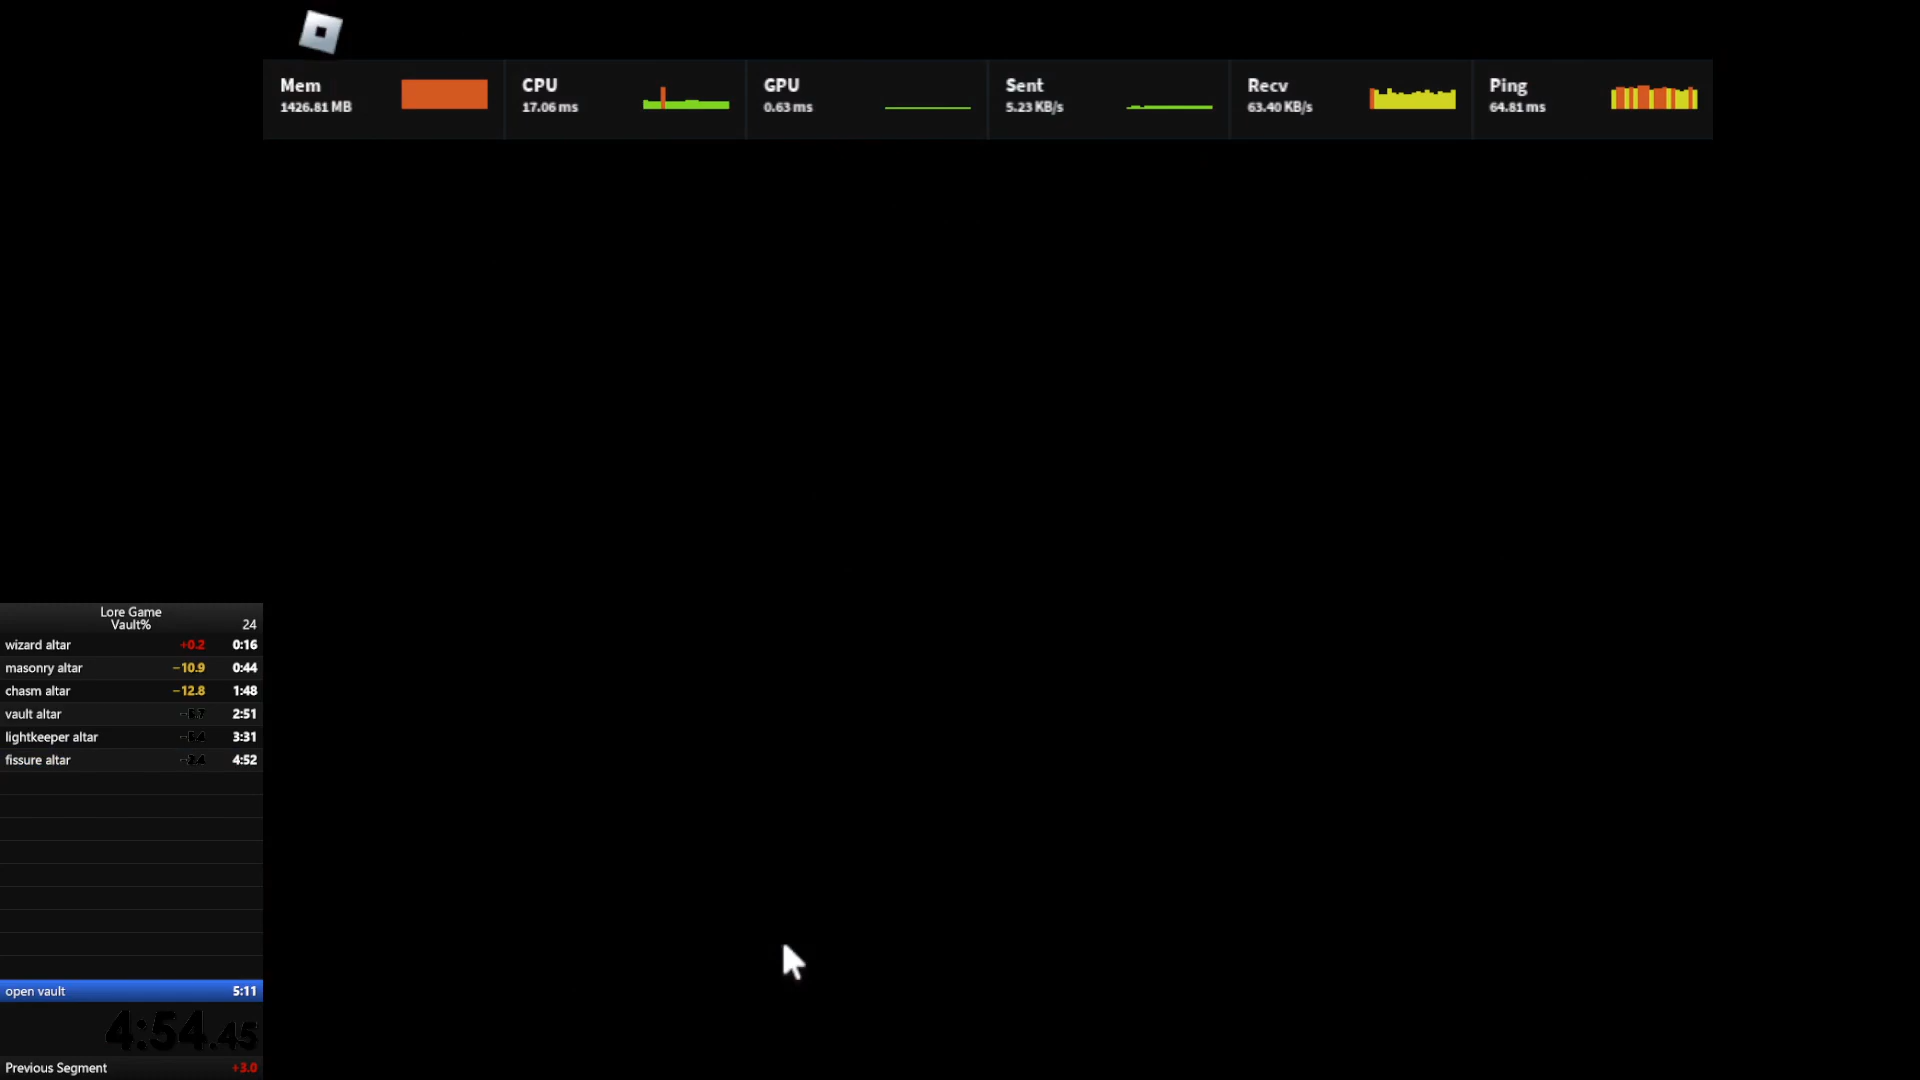 Mem
1426.81 MB
CPU
17.06 ms
GPU
0.63 ms
Sent
5.23 KB/s
Recv
63.40 KB/s
Ping
64.81 ms
Lore Game
Vault% 24
wizard altar +0.2 0:16
masonry altar −10.9 0:44
chasm altar −12.8 1:48
vault altar 2:51
lightkeeper altar 3:31
fissure altar 4:52
open vault 5:11
4:54.45
Previous Segment +3.0